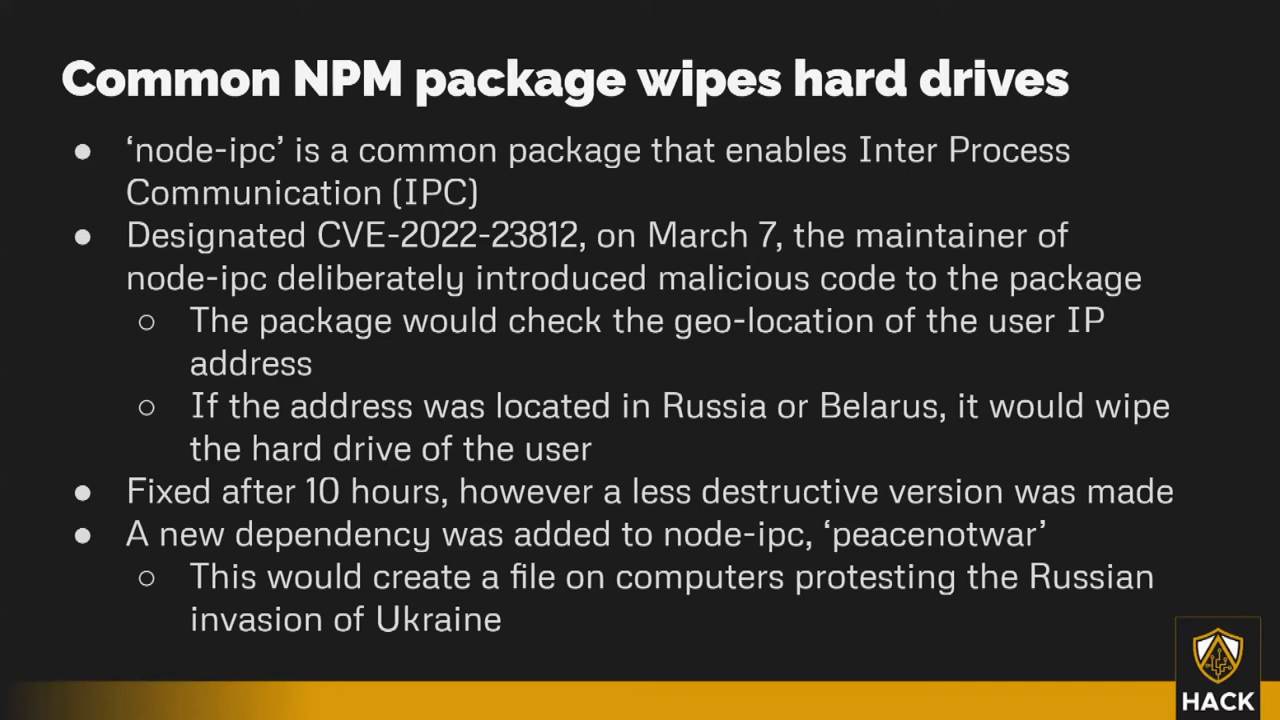 Common NPM package wipes hard drives
● ‘node-ipc’ is a common package that enables Inter Process
Communication (IPC)
● Designated CVE-2022-23812, on March 7, the maintainer of
node-ipc deliberately introduced malicious code to the package
○ The package would check the geo-location of the user IP
address
○ If the address was located in Russia or Belarus, it would wipe
the hard drive of the user
● Fixed after 10 hours, however a less destructive version was made
● A new dependency was added to node-ipc, ‘peacenotwar’
○ This would create a file on computers protesting the Russian
invasion of Ukraine
HACK